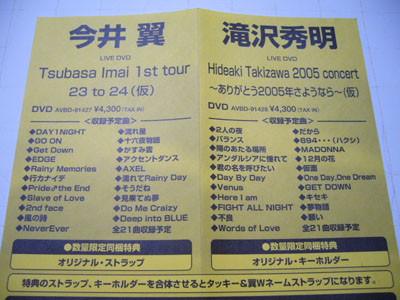 今井 翼
LIVE DVD
Tsubasa Imai 1st tour
23 to 24（仮）
DVD AVBD-91427 ¥4,300(TAX IN)
＜収録予定曲＞
◆DAY1NIGHT
◆GO ON
◆Get Down
◆EDGE
◆Rainy Memories
◆行カナイデ
◆Pride♂the End
◆Slave of Love
◆2nd face
◆風の詩
◆NeverEver
◆流れ星
◆十六夜物語
◆かすみ雲
◆アクセントダンス
◆AXEL
◆濡れてRainy Day
◆そうだね
◆見果てぬ夢
◆Do Me Craizy
◆Deep into BLUE
全21曲収録予定
●数量限定同梱特典
オリジナル・ストラップ
滝沢秀明
LIVE DVD
Hideaki Takizawa 2005 concert
～ありがとう2005年さようなら～（仮）
DVD AVBD-91426 ¥4,300(TAX IN)
＜収録予定曲＞
◆2人の夜
◆バランス
◆陽のあたる場所
◆アンダルシアに憧れて
◆君の名を呼びたい
◆Day By Day
◆Venus
◆Here I am
◆FIGHT ALL NIGHT
◆不良
◆Words of Love
◆だから
◆894･･･（ハクシ）
◆MADONNA
◆12月の花
◆仮面
◆One Day,One Dream
◆GET DOWN
◆キセキ
◆夢物語
◆願い
全21曲収録予定
●数量限定同梱特典
オリジナル・キーホルダー
特典のストラップ、キーホルダーを合体させるとタッキー&翼Wネームストラップになります。